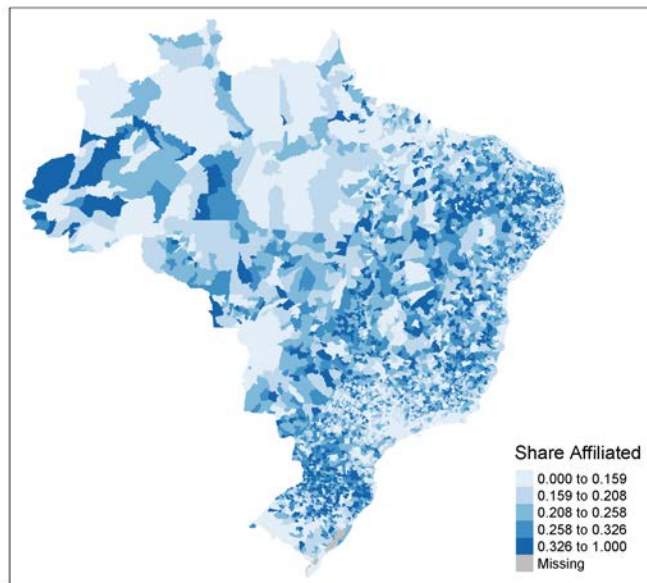 Share Affiliated
0.000 to 0.159
0.159 to 0.208
0.208 to 0.258
0.258 to 0.326
0.326 to 1.000
Missing